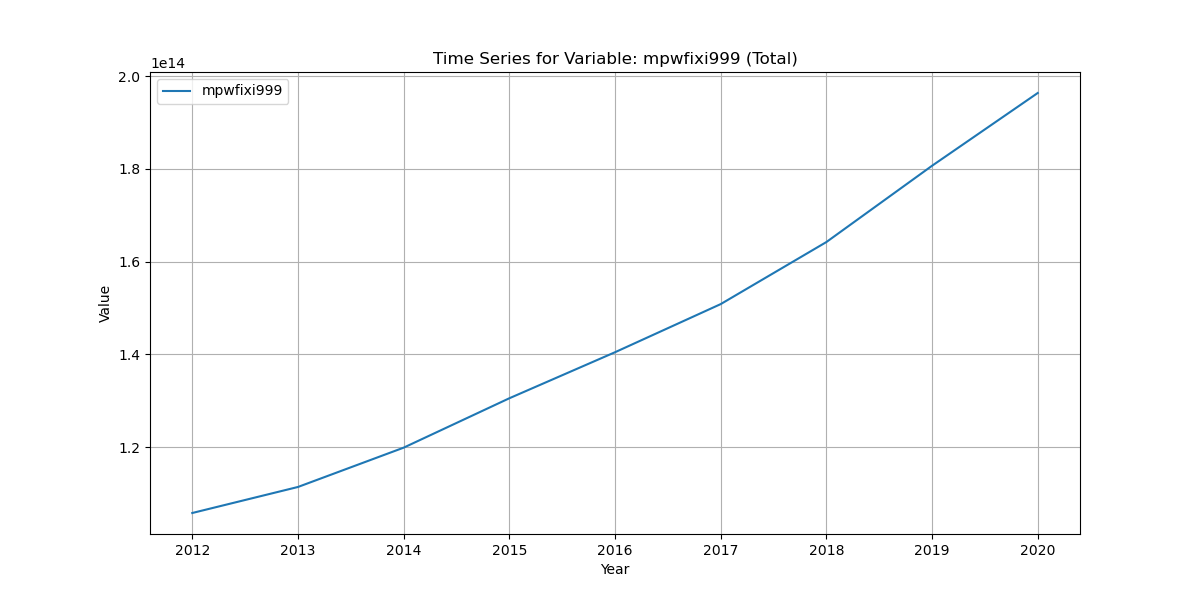 Time Series for Variable: mpwfixi999 (Total)
1e14
mpwfixi999
2.0
1.8
1.6
1.4
1.2
Value
2012 2013 2014 2015 2016 2017 2018 2019 2020
Year